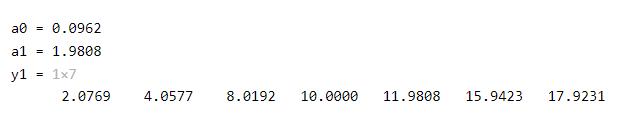 a0 = 0.0962
a1 = 1.9808
y1 = 1×7
2.0769 4.0577 8.0192 10.0000 11.9808 15.9423 17.9231